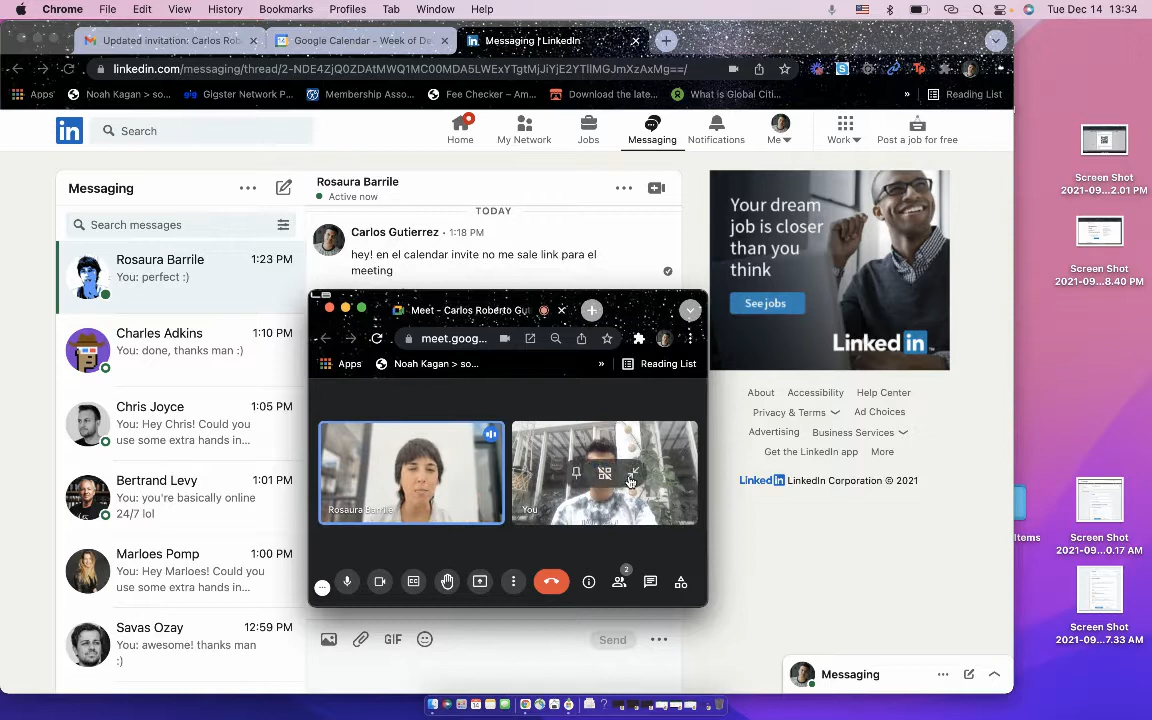 Chrome File Edit View History Bookmarks Profiles Tab Window Help Tue Dec 14 13:34
Updated invitation: Carlos Rob
Google Calendar - Week of De
Messaging | LinkedIn
linkedin.com/messaging/thread/2-NDE4ZjQ0ZDAtMWQ1MC00MDA5LWExYTgtMjJiYjE2YTllMGJmXzAxMg==/
Apps Noah Kagan > so... Gigster Network P... Membership Asso... Fee Checker – Am... Download the late... What is Global Citi... » Reading List
in Search
Home My Network Jobs Messaging Notifications Me Work Post a job for free
Messaging
Search messages
Rosaura Barrile 1:23 PM
You: perfect :)
Charles Adkins 1:10 PM
You: done, thanks man :)
Chris Joyce 1:05 PM
You: Hey Chris! Could you
use some extra hands in...
Bertrand Levy 1:01 PM
You: you're basically online
24/7 lol
Marloes Pomp 1:00 PM
You: Hey Marloes! Could you
use some extra hands in...
Savas Ozay 12:59 PM
You: awesome! thanks man
:)
Rosaura Barrile
Active now
TODAY
Carlos Gutierrez • 1:18 PM
hey! en el calendar invite no me sale link para el
meeting
Meet - Carlos Roberto Gut
meet.goog...
Apps Noah Kagan > so... » Reading List
Rosaura Barrile
You
2
GIF
Send
Your dream
job is closer
than you
think
See jobs
LinkedIn
About Accessibility Help Center
Privacy & Terms Ad Choices
Advertising Business Services
Get the LinkedIn app More
LinkedIn LinkedIn Corporation © 2021
Messaging
Screen Shot
2021-09...2.01 PM
Screen Shot
2021-09...8.40 PM
Items
Screen Shot
2021-09...0.17 AM
Screen Shot
2021-09...7.33 AM